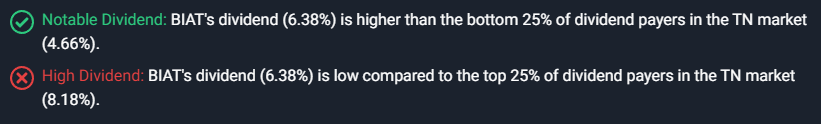 Notable Dividend: BIAT's dividend (6.38%) is higher than the bottom 25% of dividend payers in the TN market
(4.66%).
High Dividend: BIAT's dividend (6.38%) is low compared to the top 25% of dividend payers in the TN market
(8.18%).